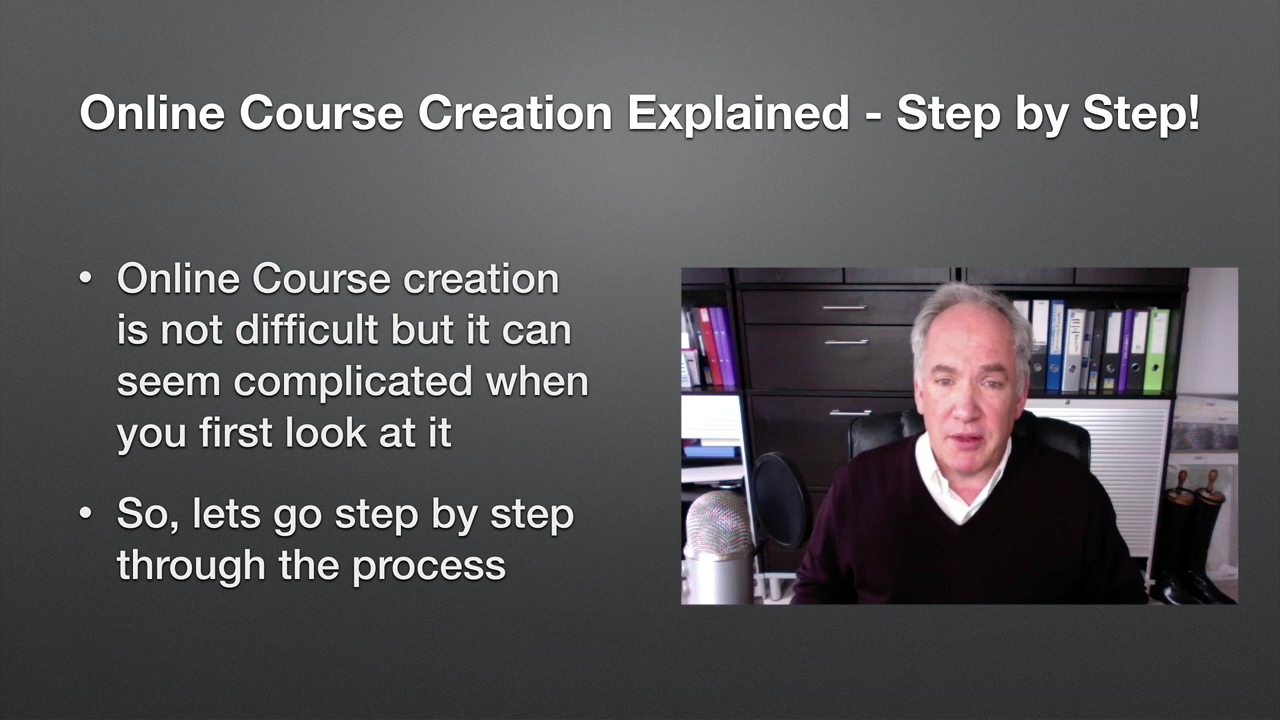 Online Course Creation Explained - Step by Step!
• Online Course creation
is not difficult but it can
seem complicated when
you first look at it
• So, lets go step by step
through the process